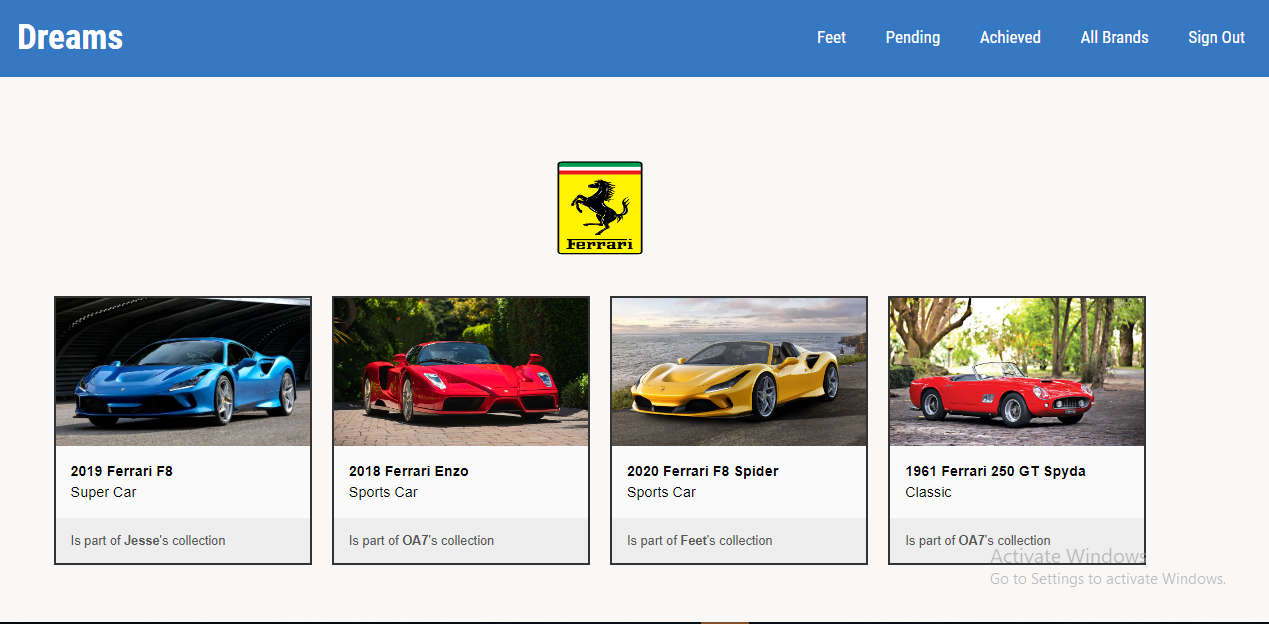 Dreams
Feet Pending Achieved All Brands Sign Out
Ferrari
2019 Ferrari F8
Super Car
Is part of Jesse's collection
2018 Ferrari Enzo
Sports Car
Is part of OA7's collection
2020 Ferrari F8 Spider
Sports Car
Is part of Feet's collection
1961 Ferrari 250 GT Spyda
Classic
Is part of OA7's collection
Activate Windows
Go to Settings to activate Windows.